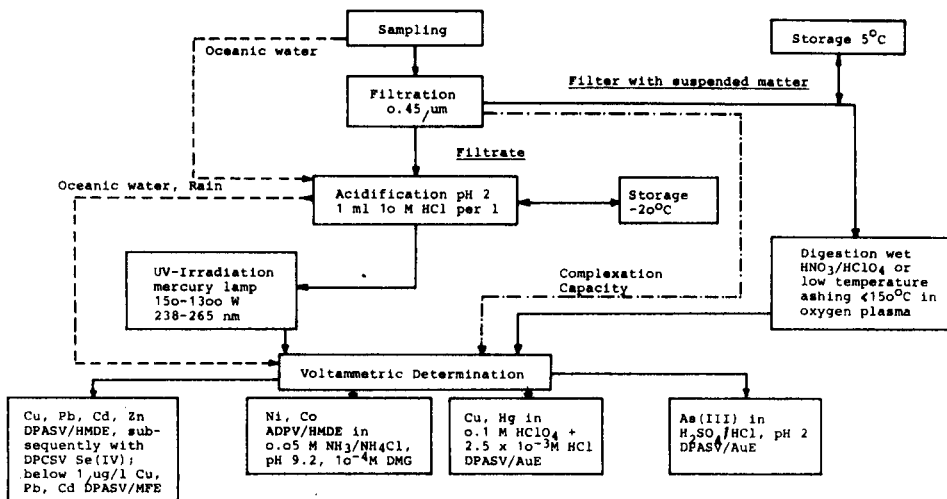 Sampling
Oceanic water
Storage 5°C
Filter with suspended matter
Filtration
o.45/um
Filtrate
Oceanic water, Rain
Acidification pH 2
1 ml 1o M HCl per l
Storage
-2o°C
UV-Irradiation
mercury lamp
15o-13oo W
238-265 nm
Complexation
Capacity
Digestion wet
HNO3/HClO4 or
low temperature
ashing ≤15o°C in
oxygen plasma
Voltammetric Determination
Cu, Pb, Cd, Zn
DPASV/HMDE, sub-
sequently with
DPCSV Se(IV);
below 1/ug/l Cu,
Pb, Cd DPASV/MFE
Ni, Co
ADPV/HMDE in
o.o5 M NH3/NH4Cl,
pH 9.2, 1o⁻⁴M DMG
Cu, Hg in
o.1 M HClO4 +
2.5 x 1o⁻³M HCl
DPASV/AuE
As(III) in
H2SO4/HCl, pH 2
DPASV/AuE